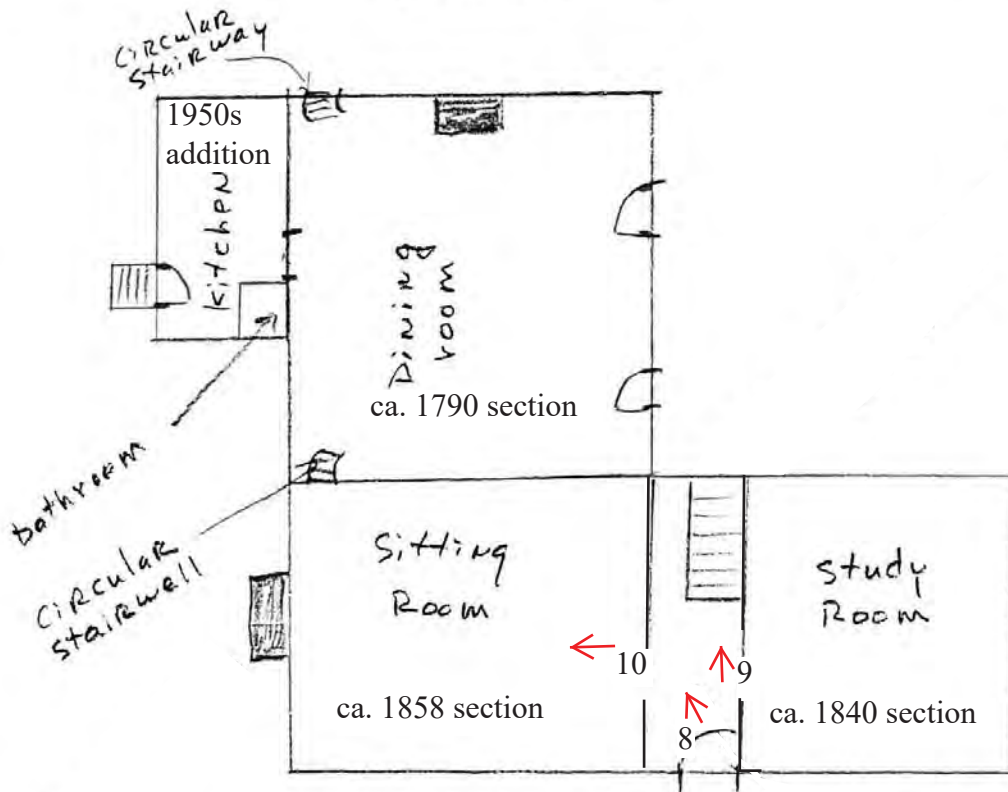 CIRCULAR
stairway
1950s
addition
kitchen
Dining
room
ca. 1790 section
bathroom
CIRCULAR
stairwell
Sitting
Room
study
Room
10
9
ca. 1858 section
8
ca. 1840 section